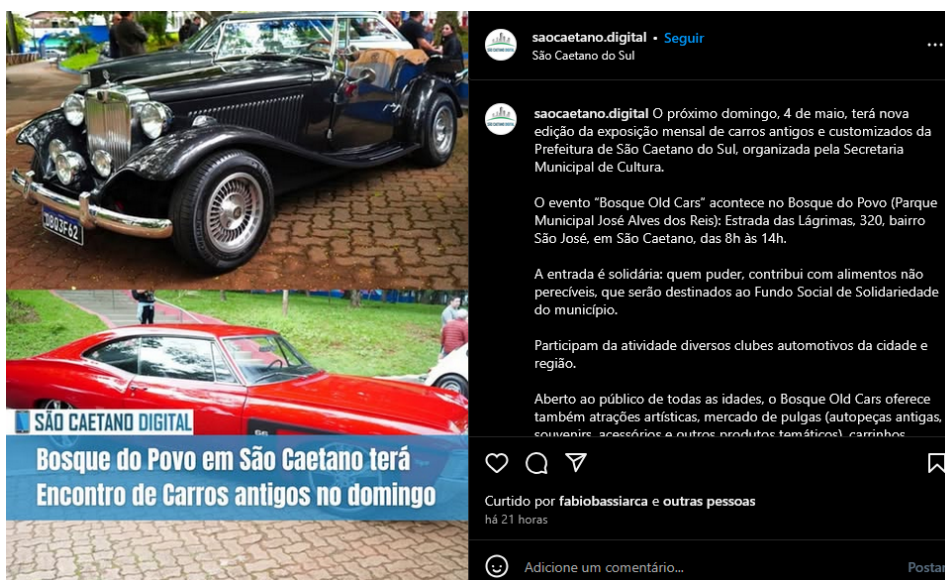 DBQ3F62
SÃO CAETANO DIGITAL
Bosque do Povo em São Caetano terá
Encontro de Carros antigos no domingo
saocaetano.digital • Seguir
São Caetano do Sul
saocaetano.digital O próximo domingo, 4 de maio, terá nova
edição da exposição mensal de carros antigos e customizados da
Prefeitura de São Caetano do Sul, organizada pela Secretaria
Municipal de Cultura.
O evento "Bosque Old Cars" acontece no Bosque do Povo (Parque
Municipal José Alves dos Reis): Estrada das Lágrimas, 320, bairro
São José, em São Caetano, das 8h às 14h.
A entrada é solidária: quem puder, contribui com alimentos não
perecíveis, que serão destinados ao Fundo Social de Solidariedade
do município.
Participam da atividade diversos clubes automotivos da cidade e
região.
Aberto ao público de todas as idades, o Bosque Old Cars oferece
também atrações artísticas, mercado de pulgas (autopeças antigas,
souvenirs, acessórios e outros produtos temáticos), carrinhos
Curtido por fabiobassiarca e outras pessoas
há 21 horas
Adicione um comentário...
Postar